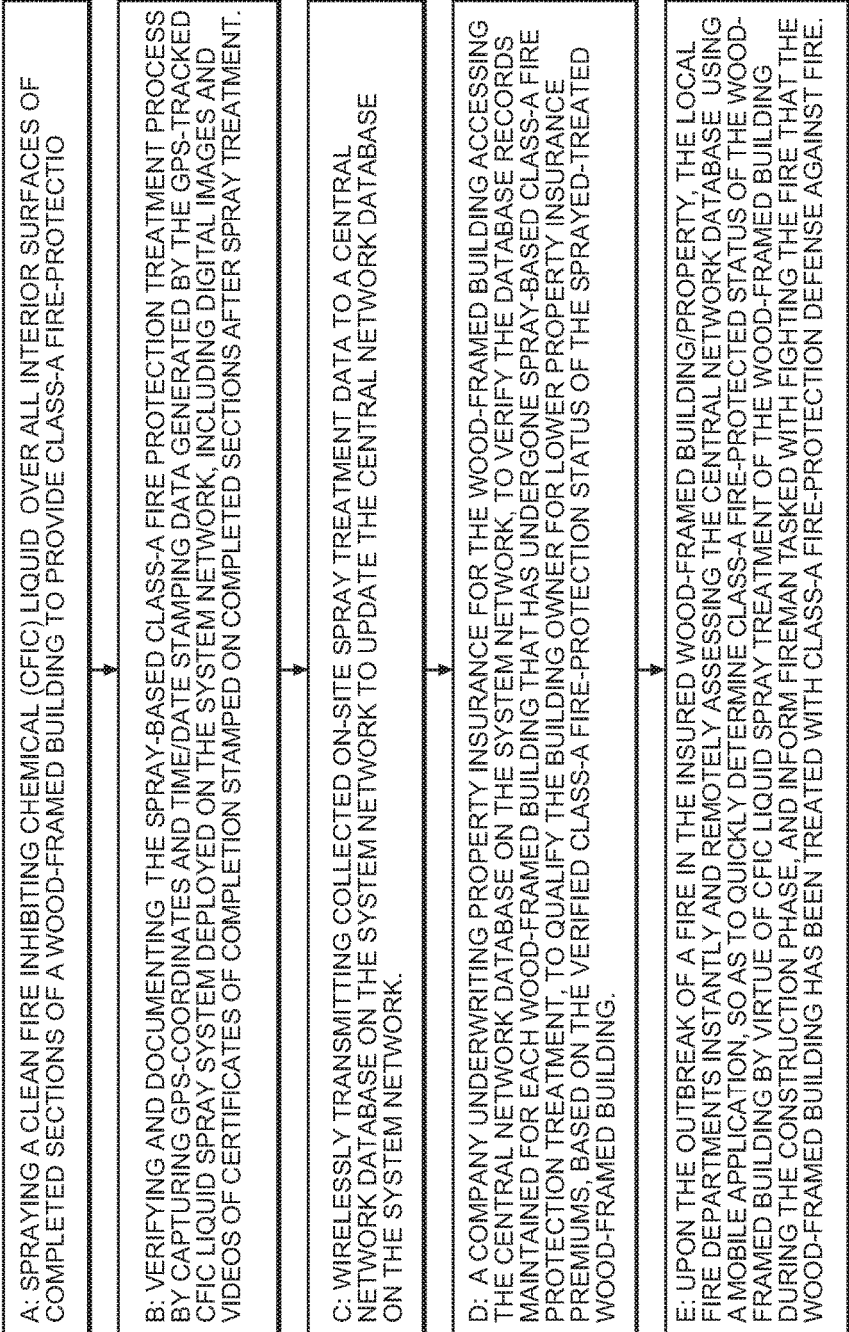 A: SPRAYING A CLEAN FIRE INHIBITING CHEMICAL (CFIC) LIQUID OVER ALL INTERIOR SURFACES OF
COMPLETED SECTIONS OF A WOOD-FRAMED BUILDING TO PROVIDE CLASS-A FIRE-PROTECTIO
B: VERIFYING AND DOCUMENTING THE SPRAY-BASED CLASS-A FIRE PROTECTION TREATMENT PROCESS
BY CAPTURING GPS-COORDINATES AND TIME/DATE STAMPING DATA GENERATED BY THE GPS-TRACKED
CFIC LIQUID SPRAY SYSTEM DEPLOYED ON THE SYSTEM NETWORK, INCLUDING DIGITAL IMAGES AND
VIDEOS OF CERTIFICATES OF COMPLETION STAMPED ON COMPLETED SECTIONS AFTER SPRAY TREATMENT.
C: WIRELESSLY TRANSMITTING COLLECTED ON-SITE SPRAY TREATMENT DATA TO A CENTRAL
NETWORK DATABASE ON THE SYSTEM NETWORK TO UPDATE THE CENTRAL NETWORK DATABASE
ON THE SYSTEM NETWORK.
D: A COMPANY UNDERWRITING PROPERTY INSURANCE FOR THE WOOD-FRAMED BUILDING ACCESSING
THE CENTRAL NETWORK DATABASE ON THE SYSTEM NETWORK, TO VERIFY THE DATABASE RECORDS
MAINTAINED FOR EACH WOOD-FRAMED BUILDING THAT HAS UNDERGONE SPRAY-BASED CLASS-A FIRE
PROTECTION TREATMENT, TO QUALIFY THE BUILDING OWNER FOR LOWER PROPERTY INSURANCE
PREMIUMS, BASED ON THE VERIFIED CLASS-A FIRE-PROTECTION STATUS OF THE SPRAYED-TREATED
WOOD-FRAMED BUILDING.
E: UPON THE OUTBREAK OF A FIRE IN THE INSURED WOOD-FRAMED BUILDING/PROPERTY, THE LOCAL
FIRE DEPARTMENTS INSTANTLY AND REMOTELY ASSESSING THE CENTRAL NETWORK DATABASE USING
A MOBILE APPLICATION, SO AS TO QUICKLY DETERMINE CLASS-A FIRE-PROTECTED STATUS OF THE WOOD-
FRAMED BUILDING BY VIRTUE OF CFIC LIQUID SPRAY TREATMENT OF THE WOOD-FRAMED BUILDING
DURING THE CONSTRUCTION PHASE, AND INFORM FIREMAN TASKED WITH FIGHTING THE FIRE THAT THE
WOOD-FRAMED BUILDING HAS BEEN TREATED WITH CLASS-A FIRE-PROTECTION DEFENSE AGAINST FIRE.